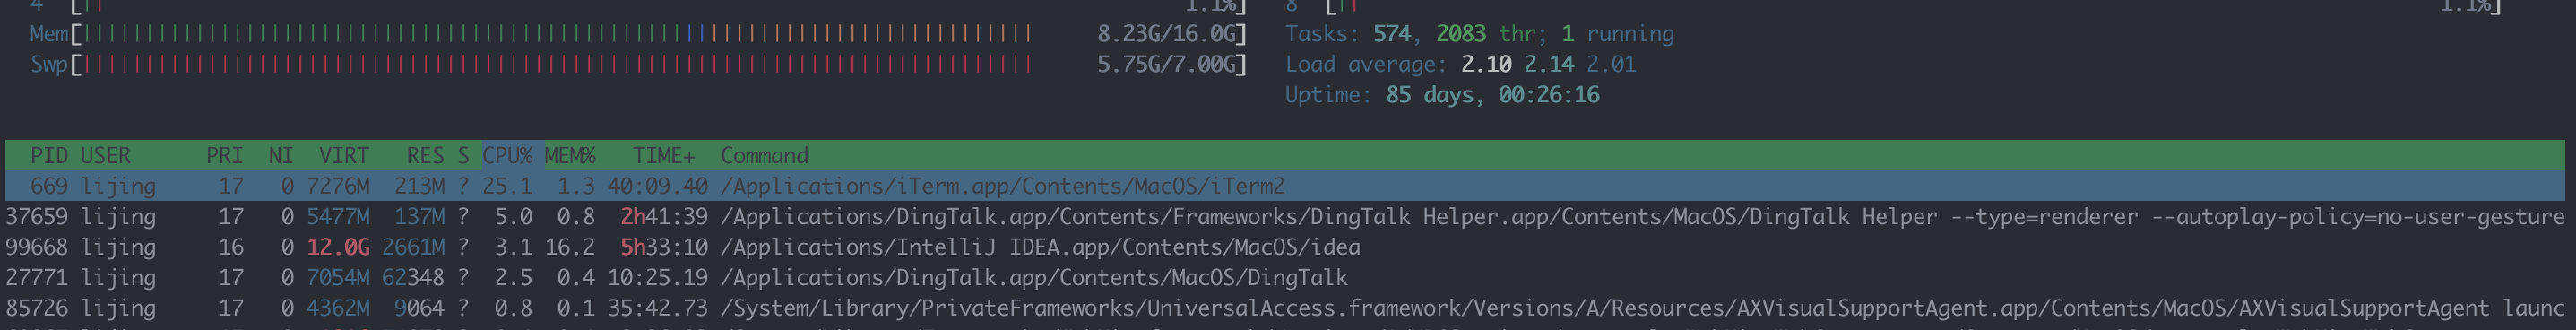 4 [|| 1.1%] 8 [|| 1.1%]
Mem[|||||||||||||||||||||||||||||||||||||||||||||||||||||||||||||||||||||||||||| 8.23G/16.0G] Tasks: 574, 2083 thr; 1 running
Swp[|||||||||||||||||||||||||||||||||||||||||||||||||||||||||||||||||||||||||||| 5.75G/7.00G] Load average: 2.10 2.14 2.01
Uptime: 85 days, 00:26:16
PID USER PRI NI VIRT RES S CPU% MEM% TIME+ Command
669 lijing 17 0 7276M 213M ? 25.1 1.3 40:09.40 /Applications/iTerm.app/Contents/MacOS/iTerm2
37659 lijing 17 0 5477M 137M ? 5.0 0.8 2h41:39 /Applications/DingTalk.app/Contents/Frameworks/DingTalk Helper.app/Contents/MacOS/DingTalk Helper --type=renderer --autoplay-policy=no-user-gesture
99668 lijing 16 0 12.0G 2661M ? 3.1 16.2 5h33:10 /Applications/IntelliJ IDEA.app/Contents/MacOS/idea
27771 lijing 17 0 7054M 62348 ? 2.5 0.4 10:25.19 /Applications/DingTalk.app/Contents/MacOS/DingTalk
85726 lijing 17 0 4362M 9064 ? 0.8 0.1 35:42.73 /System/Library/PrivateFrameworks/UniversalAccess.framework/Versions/A/Resources/AXVisualSupportAgent.app/Contents/MacOS/AXVisualSupportAgent launc